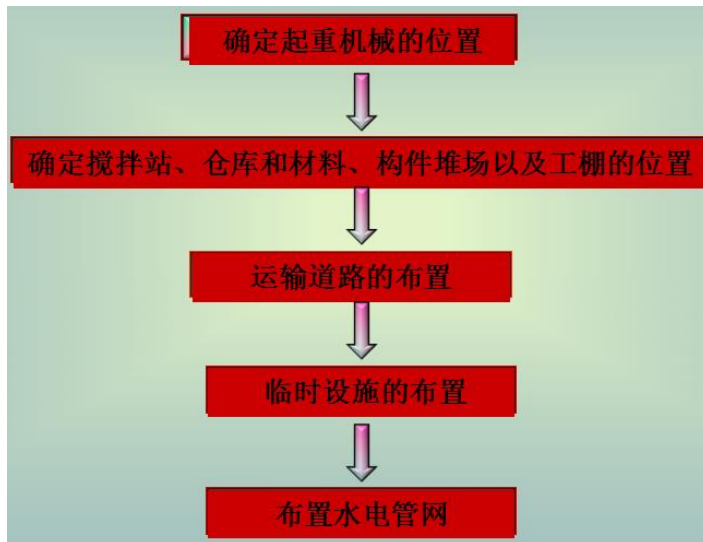 确定起重机械的位置
确定搅拌站、仓库和材料、构件堆场以及工棚的位置
运输道路的布置
临时设施的布置
布置水电管网